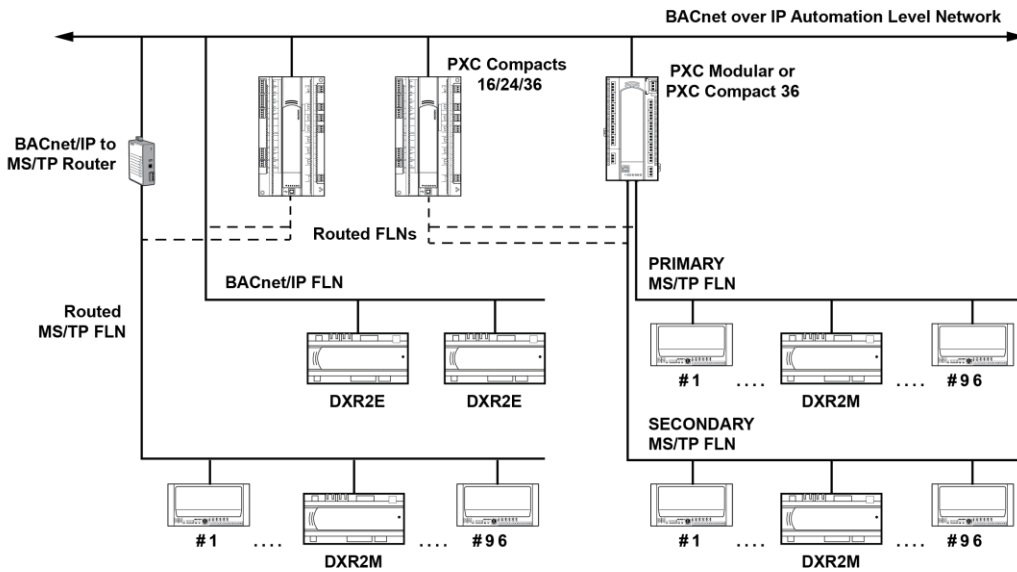 BACnet over IP Automation Level Network
PXC Compacts
16/24/36
PXC Modular or
PXC Compact 36
BACnet/IP to
MS/TP Router
Routed FLNs
PRIMARY
MS/TP FLN
BACnet/IP FLN
Routed
MS/TP FLN
#1 .... DXR2M .... #96
DXR2E DXR2E
SECONDARY
MS/TP FLN
#1 .... DXR2M .... #96
#1 .... DXR2M .... #96